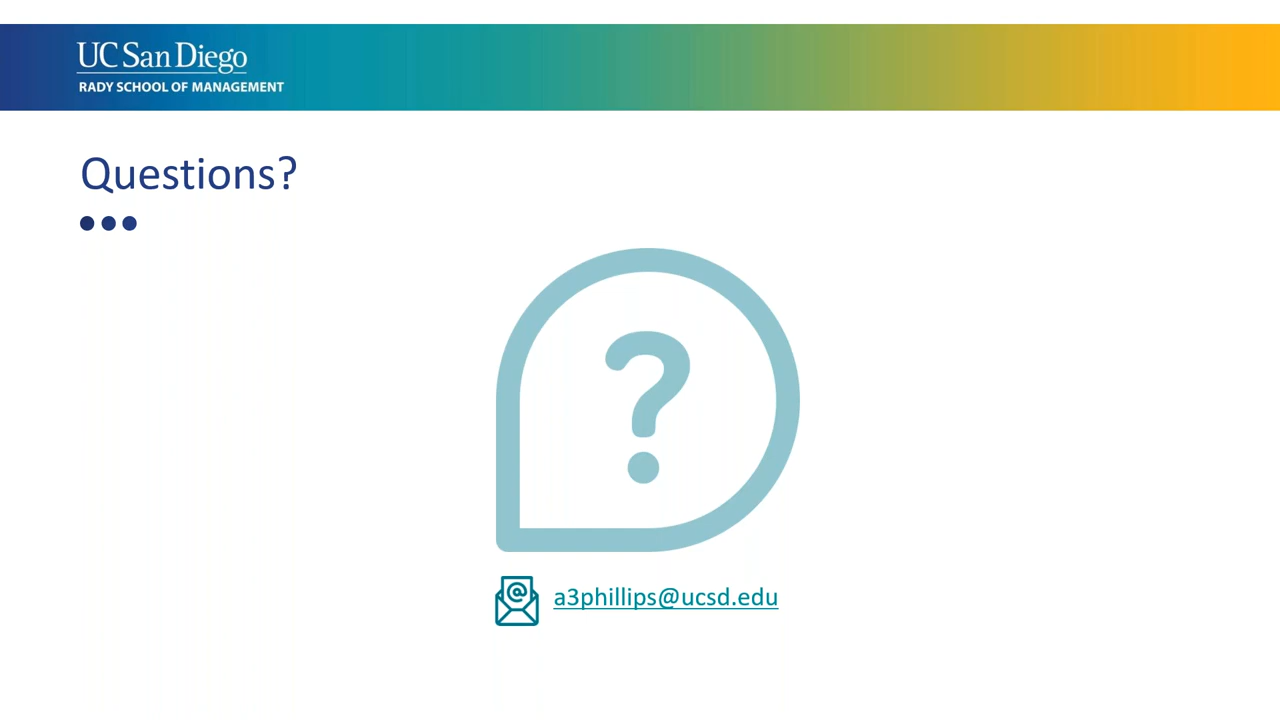 UC San Diego
RADY SCHOOL OF MANAGEMENT
Questions?
?
@
a3phillips@ucsd.edu